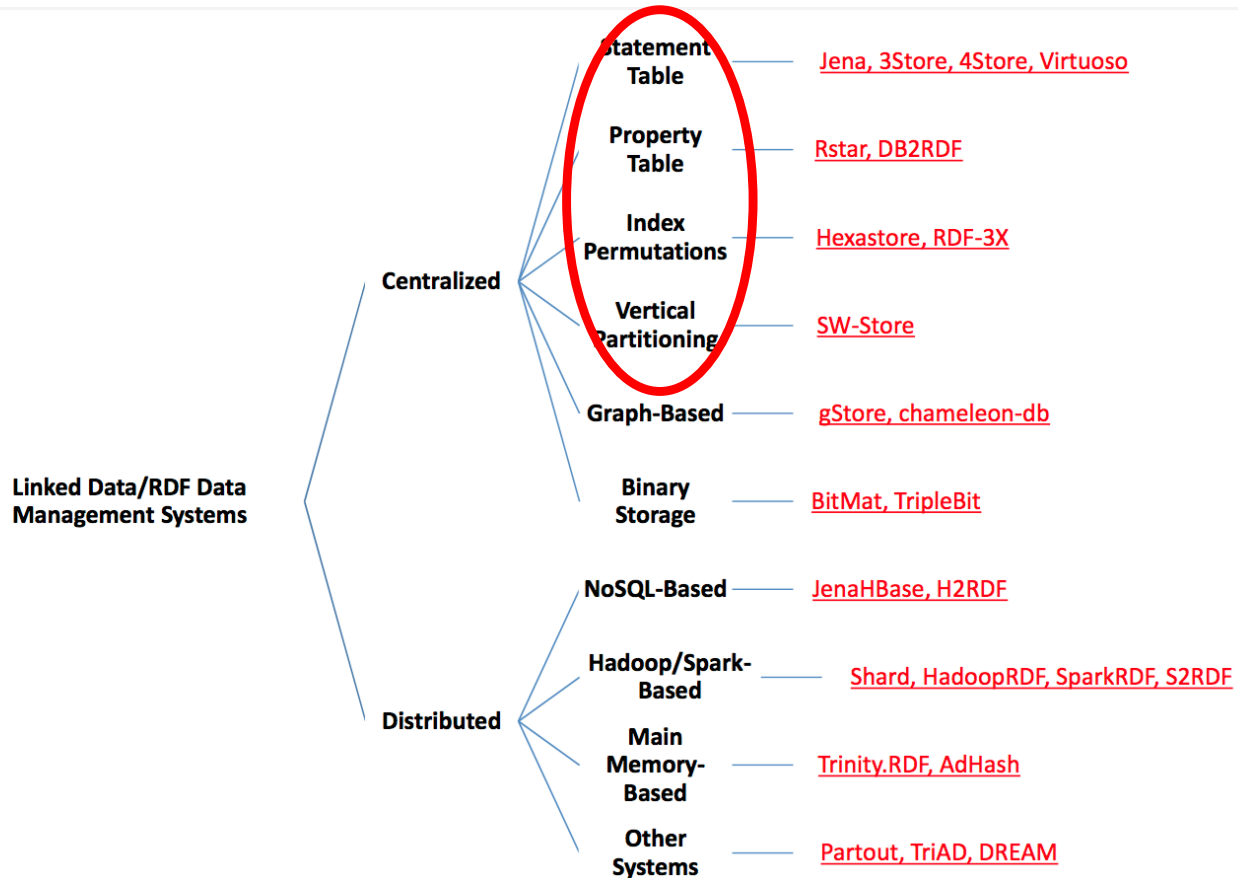 Statement
Table
Jena, 3Store, 4Store, Virtuoso
Property
Table
Rstar, DB2RDF
Index
Permutations
Hexastore, RDF-3X
Centralized
Vertical
Partitioning
SW-Store
Graph-Based
gStore, chameleon-db
Linked Data/RDF Data
Management Systems
Binary
Storage
BitMat, TripleBit
NoSQL-Based
JenaHBase, H2RDF
Hadoop/Spark-
Based
Shard, HadoopRDF, SparkRDF, S2RDF
Distributed
Main
Memory-
Based
Trinity.RDF, AdHash
Other
Systems
Partout, TriAD, DREAM